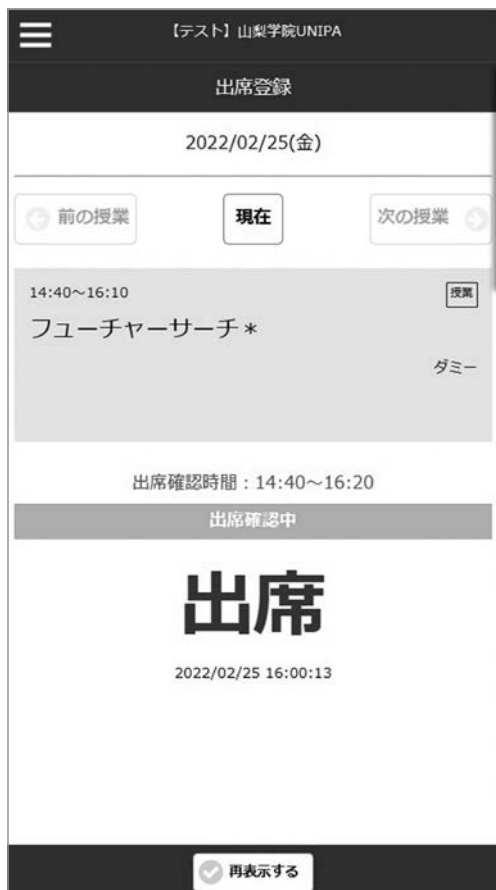 【テスト】山梨学院UNIPA
出席登録
2022/02/25(金)
前の授業 現在 次の授業
14:40～16:10 授業
フューチャーサーチ＊
ダミー
出席確認時間：14:40～16:20
出席確認中
出席
2022/02/25 16:00:13
再表示する